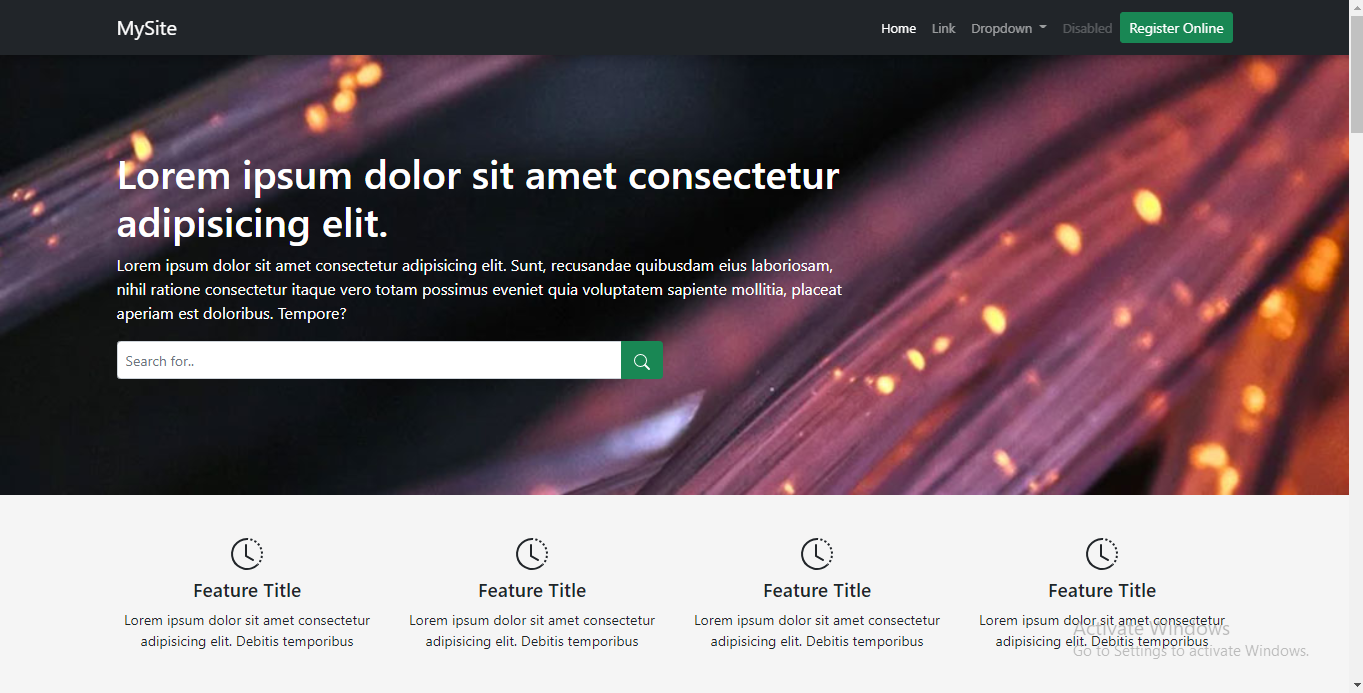 MySite
Home Link Dropdown Disabled Register Online
Lorem ipsum dolor sit amet consectetur
adipisicing elit.
Lorem ipsum dolor sit amet consectetur adipisicing elit. Sunt, recusandae quibusdam eius laboriosam,
nihil ratione consectetur itaque vero totam possimus eveniet quia voluptatem sapiente mollitia, placeat
aperiam est doloribus. Tempore?
Search for..
Feature Title
Lorem ipsum dolor sit amet consectetur
adipisicing elit. Debitis temporibus
Feature Title
Lorem ipsum dolor sit amet consectetur
adipisicing elit. Debitis temporibus
Feature Title
Lorem ipsum dolor sit amet consectetur
adipisicing elit. Debitis temporibus
Feature Title
Lorem ipsum dolor sit amet consectetur
adipisicing elit. Debitis temporibus
Activate Windows
Go to Settings to activate Windows.